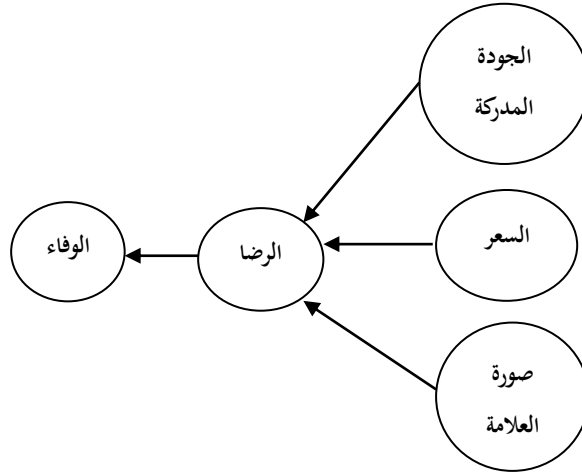 الجودة
المدركة
السعر
الرضا
الوفاء
صورة
العلامة